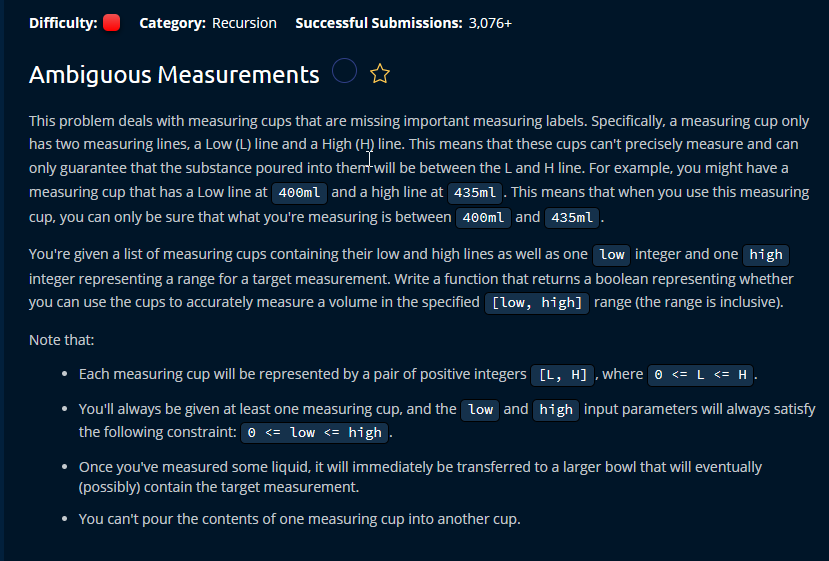 Difficulty: Category: Recursion Successful Submissions: 3,076+
Ambiguous Measurements
This problem deals with measuring cups that are missing important measuring labels. Specifically, a measuring cup only
has two measuring lines, a Low (L) line and a High (H) line. This means that these cups can't precisely measure and can
only guarantee that the substance poured into them will be between the L and H line. For example, you might have a
measuring cup that has a Low line at 400ml and a high line at 435ml. This means that when you use this measuring
cup, you can only be sure that what you're measuring is between 400ml and 435ml.
You're given a list of measuring cups containing their low and high lines as well as one low integer and one high
integer representing a range for a target measurement. Write a function that returns a boolean representing whether
you can use the cups to accurately measure a volume in the specified [low, high] range (the range is inclusive).
Note that:
• Each measuring cup will be represented by a pair of positive integers [L, H], where 0 <= L <= H.
• You'll always be given at least one measuring cup, and the low and high input parameters will always satisfy
the following constraint: 0 <= low <= high.
• Once you've measured some liquid, it will immediately be transferred to a larger bowl that will eventually
(possibly) contain the target measurement.
• You can't pour the contents of one measuring cup into another cup.